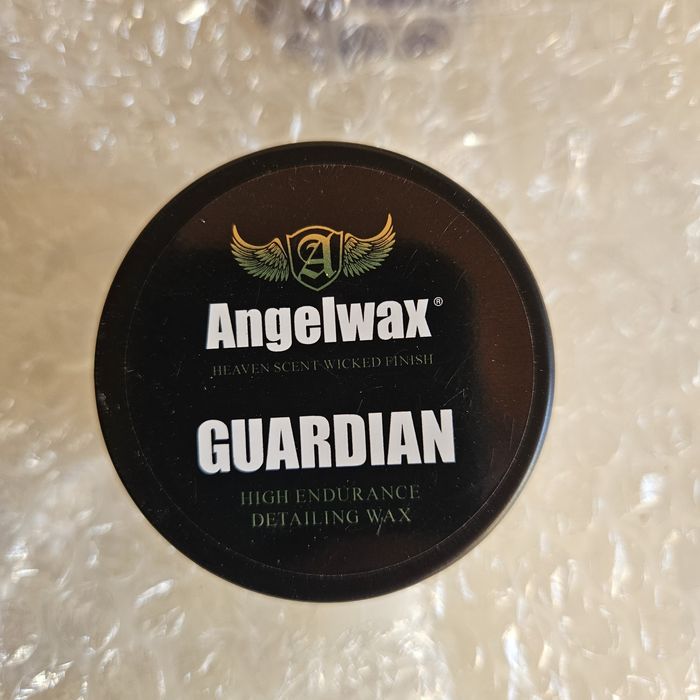 A
Angelwax®
HEAVEN SCENT WICKED FINISH
GUARDIAN
HIGH ENDURANCE
DETAILING WAX